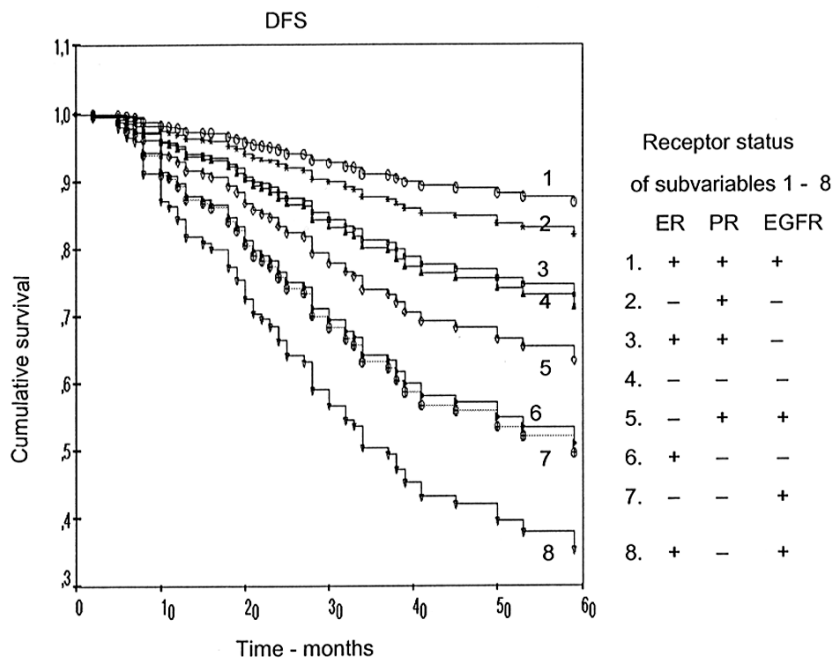 DFS
1,1
1,0
,9
,8
,7
,6
,5
,4
,3
Cumulative survival
1
2
3
4
5
6
7
8
10 20 30 40 50 60
Time - months
Receptor status
of subvariables 1 - 8
ER PR EGFR
1. + + +
2. – + –
3. + + –
4. – – –
5. – + +
6. + – –
7. – – +
8. + – +